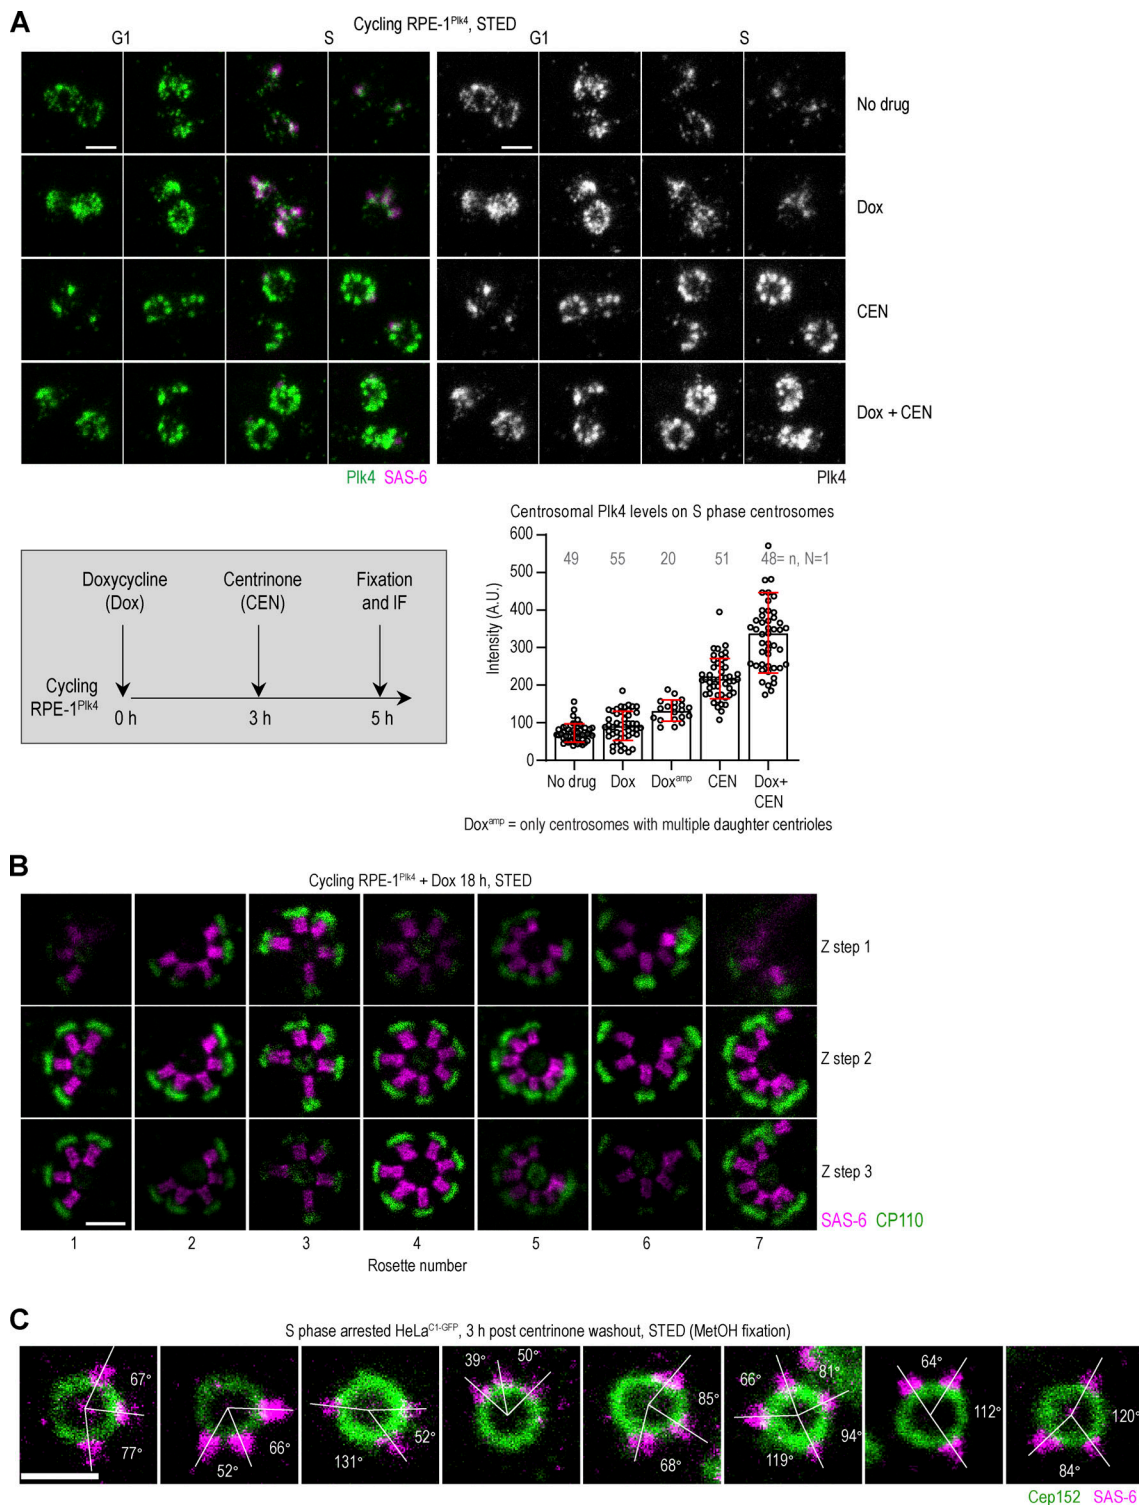 A
Cycling RPE-1Plk4, STED
G1 S G1 S
No drug
Dox
CEN
Dox + CEN
Plk4 SAS-6
Plk4
Doxycycline
(Dox)
Centrinone
(CEN)
Fixation
and IF
Cycling
RPE-1Plk4
0 h 3 h 5 h
Centrosomal Plk4 levels on S phase centrosomes
Intensity (A.U.)
600
500
400
300
200
100
0
49 55 20 51 48= n, N=1
No drug Dox Doxamp CEN Dox+
CEN
Doxamp = only centrosomes with multiple daughter centrioles
B
Cycling RPE-1Plk4 + Dox 18 h, STED
Z step 1
Z step 2
Z step 3
SAS-6 CP110
1 2 3 4 5 6 7
Rosette number
C
S phase arrested HeLaC1-GFP, 3 h post centrinone washout, STED (MetOH fixation)
67°
77°
66°
52°
52°
131°
39°
50°
85°
68°
66°
81°
94°
119°
64°
112°
120°
84°
Cep152 SAS-6